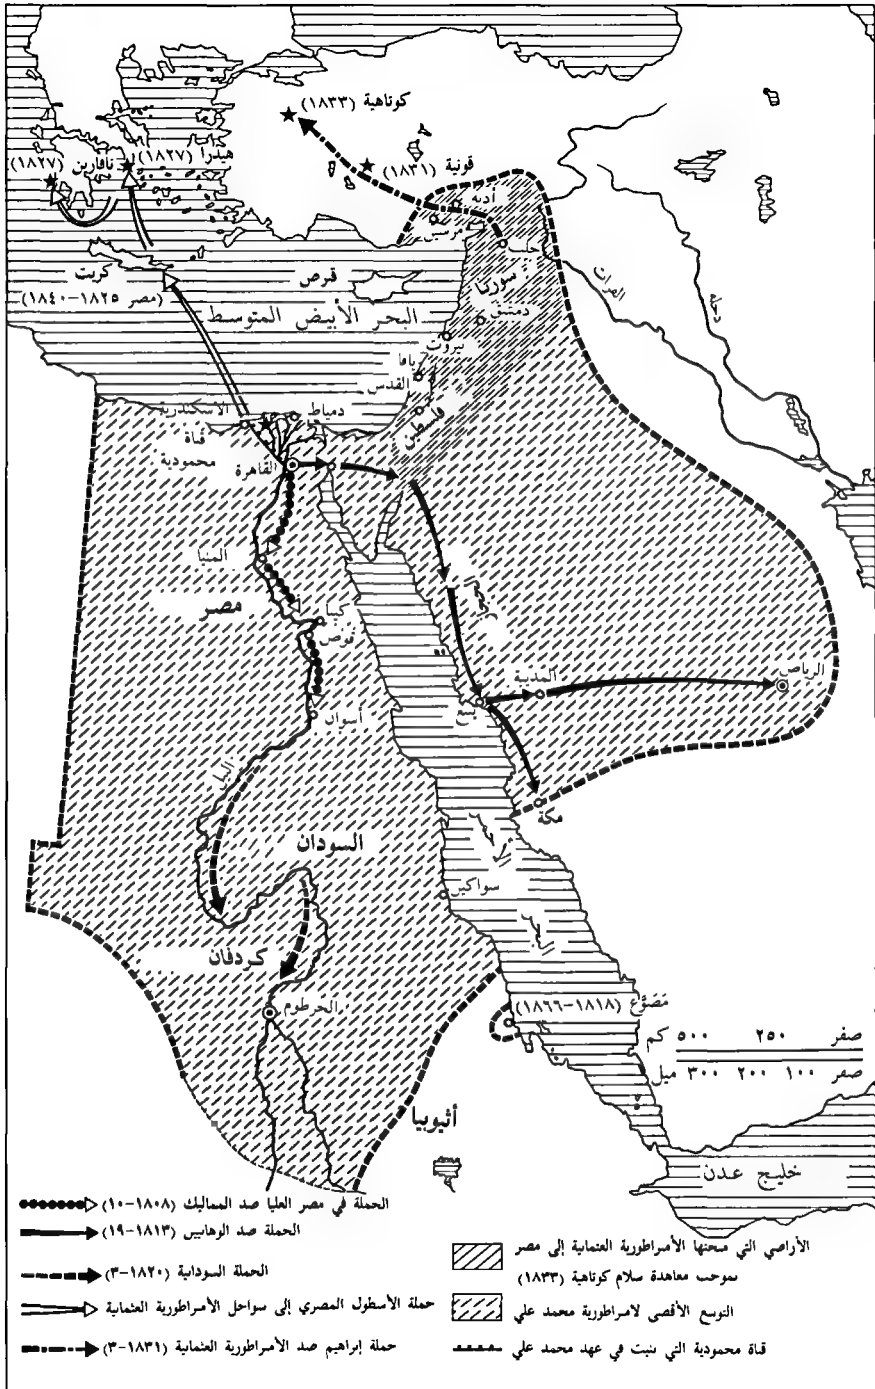 كوتاهية (١٨٣٣)
قونية (١٨٣١)
هيدرا (١٨٢٧)
نافارين (١٨٢٧)
أدنة
مرسين
حلب
سوريا
الفرات
دجلة
كريت
(مصر ١٨٢٥-١٨٤٠)
قبرص
البحر الأبيض المتوسط
دمشق
بيروت
يافا
القدس
فلسطين
الأسكندرية
دمياط
قناة
محمودية
القاهرة
المنيا
مصر
قوص
أسوان
النيل
المدينة
ينبع
الرياض
مكة
السودان
سواكير
كردفان
الخرطوم
مَصَوَّع (١٨١٨-١٨٦٦)
صفر ٢٥٠ ٥٠٠ كم
صفر ١٠٠ ٢٠٠ ٣٠٠ ميل
أثيوبيا
خليج عدن
الحملة في مصر العليا ضد المماليك (١٨٠٨-١٠)
الحملة ضد الوهابيين (١٨١٣-١٩)
الحملة السودانية (١٨٢٠-٣)
حملة الأسطول المصري إلى سواحل الأمبراطورية العثمانية
حملة إبراهيم ضد الأمبراطورية العثمانية (١٨٣١-٣)
الأراضي التي منحتها الأمبراطورية العثمانية إلى مصر
بموجب معاهدة سلام كوتاهية (١٨٣٣)
التوسع الأقصى لامبراطورية محمد علي
قناة محمودية التي بنيت في عهد محمد علي